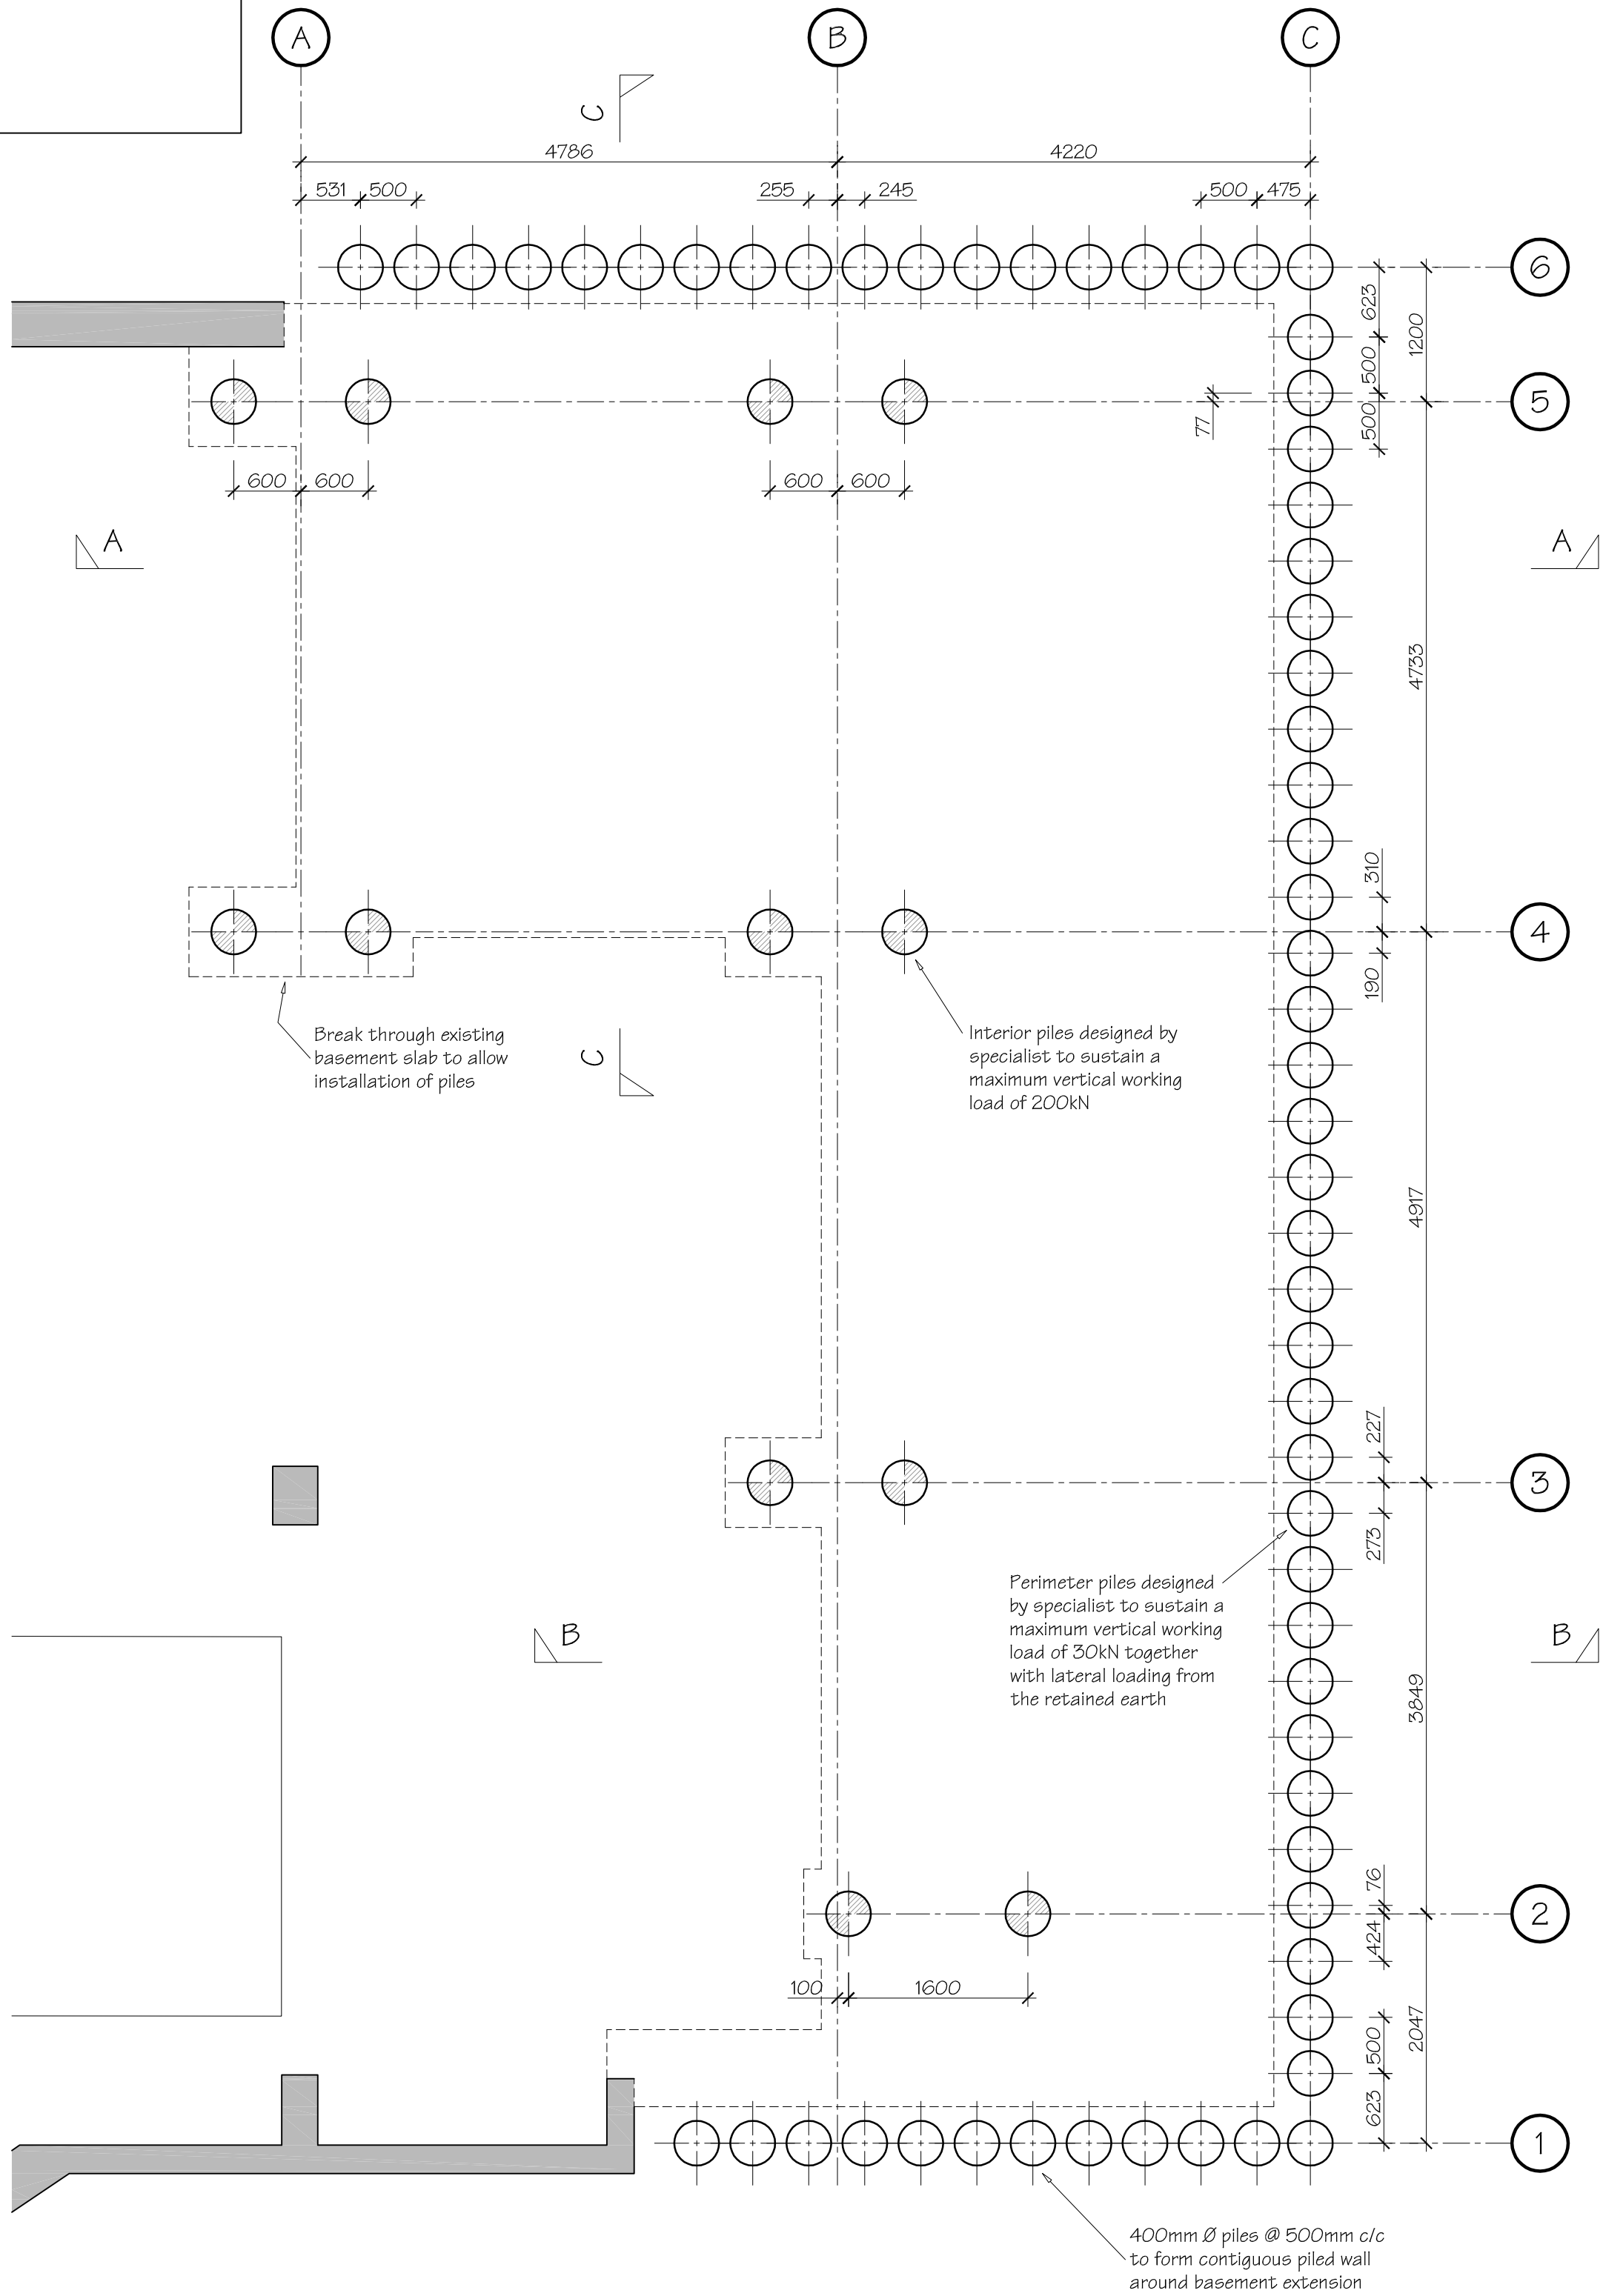 A
B
C
C
4786
4220
531
500
255
245
500
475
6
623
1200
500
5
77
500
600
600
600
600
A
A
4733
310
4
190
Break through existing
basement slab to allow
installation of piles
C
Interior piles designed by
specialist to sustain a
maximum vertical working
load of 200kN
4917
227
3
273
Perimeter piles designed
by specialist to sustain a
maximum vertical working
load of 30kN together
with lateral loading from
the retained earth
B
B
3849
76
2
424
100
1600
500
2047
623
1
400mm Ø piles @ 500mm c/c
to form contiguous piled wall
around basement extension